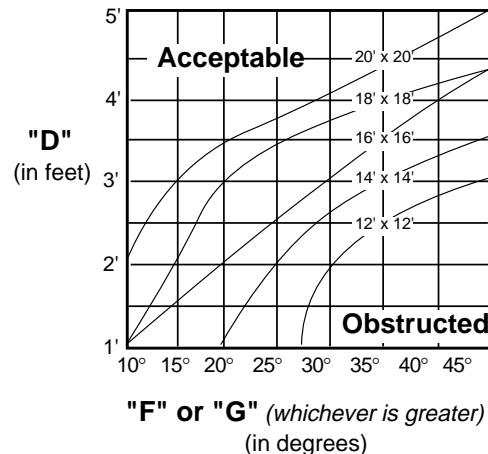 5'
Acceptable
20' x 20'
4'
18' x 18'
"D"
(in feet)
16' x 16'
3'
14' x 14'
12' x 12'
2'
Obstructed
1'
10° 15° 20° 25° 30° 35° 40° 45°
"F" or "G" (whichever is greater)
(in degrees)